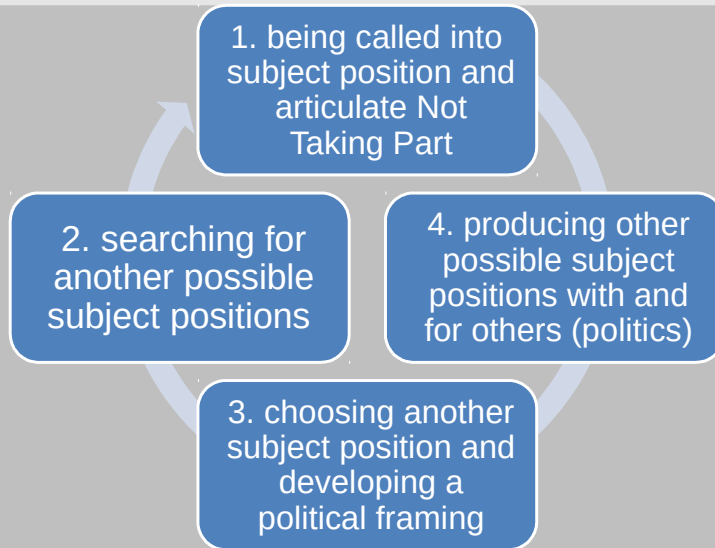 1. being called into
subject position and
articulate Not
Taking Part
2. searching for
another possible
subject positions
3. choosing another
subject position and
developing a
political framing
4. producing other
possible subject
positions with and
for others (politics)